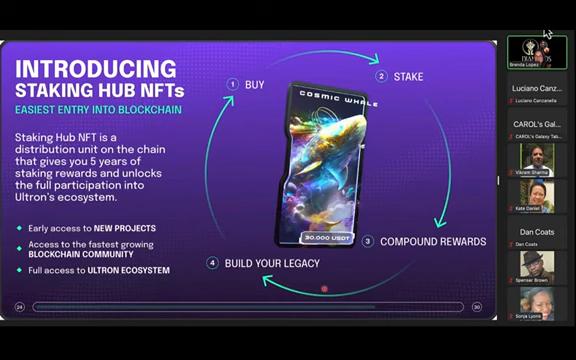 INTRODUCING
STAKING HUB NFTs
EASIEST ENTRY INTO BLOCKCHAIN
Staking Hub NFT is a
distribution unit on the chain
that gives you 5 years of
staking rewards and unlocks
the full participation into
Ultron's ecosystem.
Early access to NEW PROJECTS
Access to the fastest growing
BLOCKCHAIN COMMUNITY
Full access to ULTRON ECOSYSTEM
1 BUY
2 STAKE
COSMIC WHALE
30.000 USDT
3 COMPOUND REWARDS
4 BUILD YOUR LEGACY
24
30
Brenda Lopez
Luciano Canz...
Luciano Canzanella
CAROL's Gal...
CAROL's Galaxy Tab...
Vikram Sharma
Kate Daniel
Dan Coats
Dan Coats
Spenser Brown
Sonja Lyons